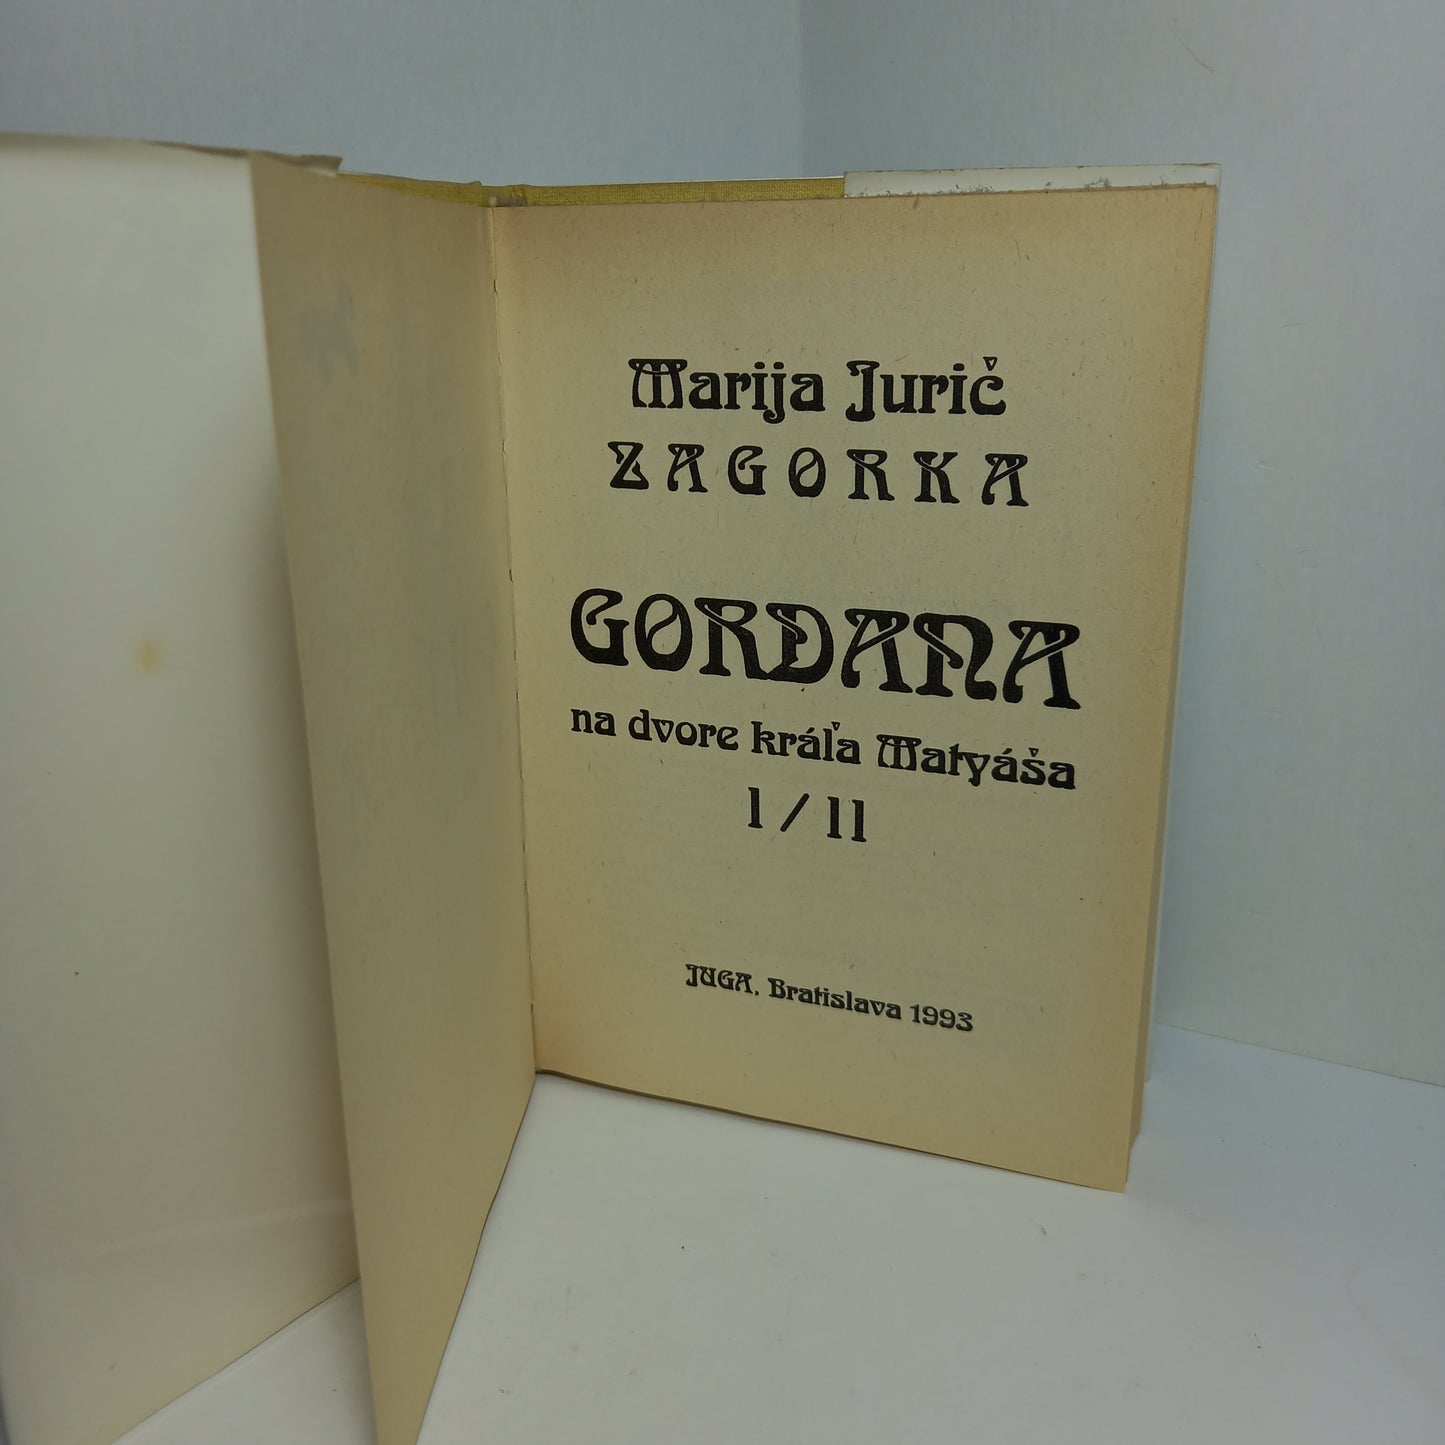 Marija Jurič
ZAGORKA
GORDANA
na dvore kráľa Matyáša
I/II
JUGA, Bratislava 1993